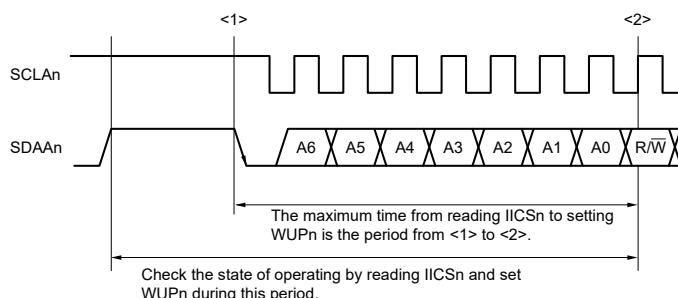 <1> <2>
SCLAn
SDAAn A6 A5 A4 A3 A2 A1 A0 R/W̅
The maximum time from reading IICSn to setting
WUPn is the period from <1> to <2>.
Check the state of operating by reading IICSn and set
WUPn during this period.